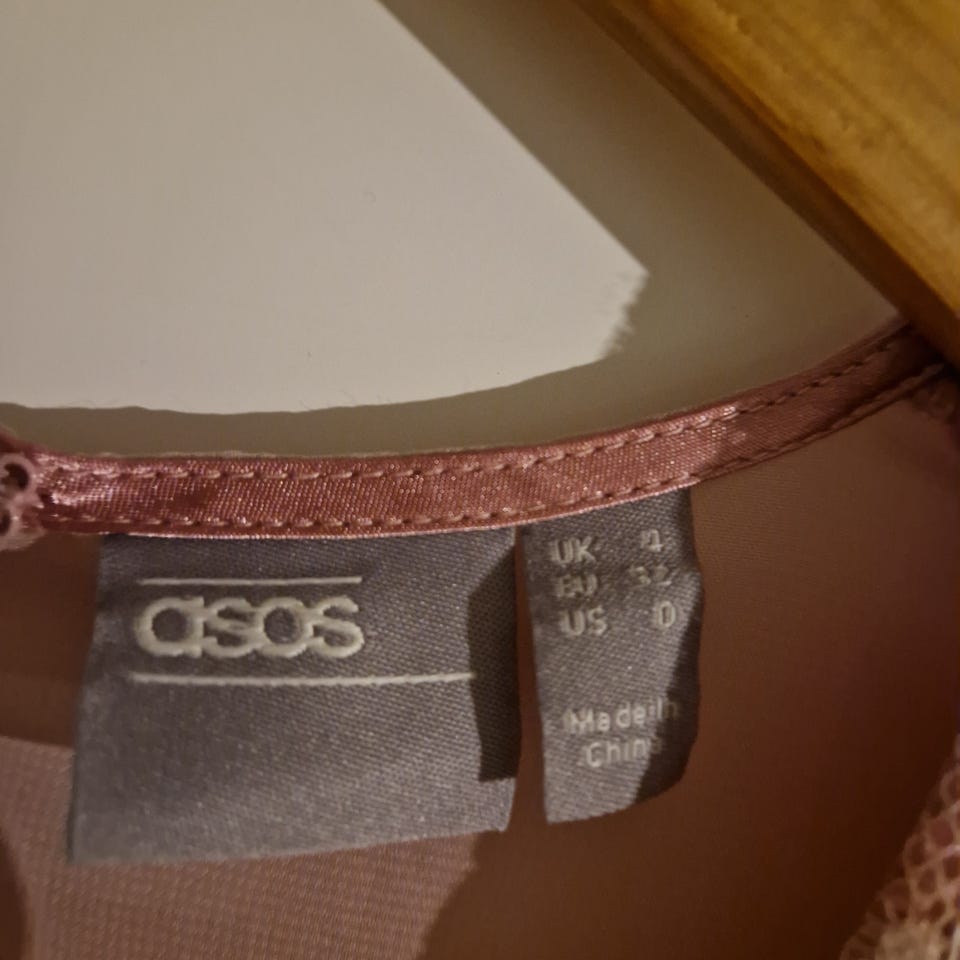 asos
UK 4
EU 32
US 0
Made in
China